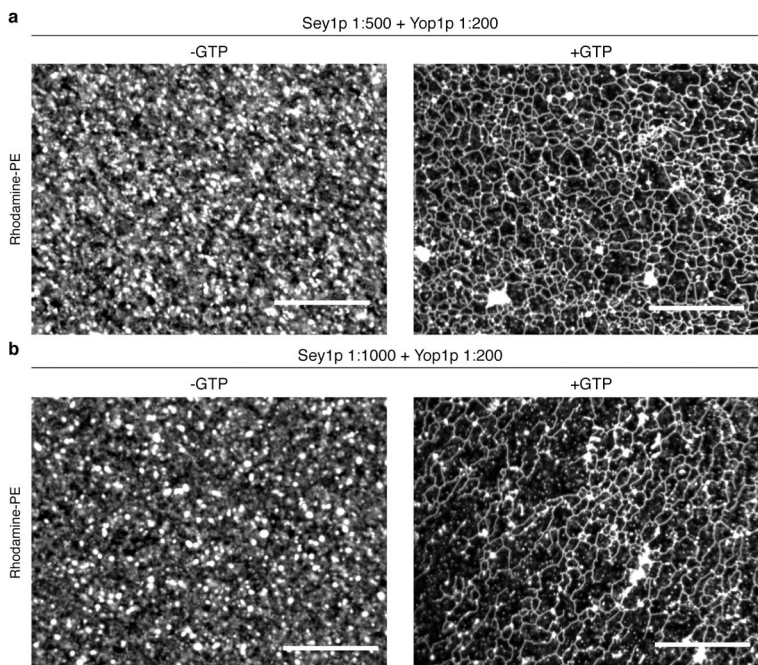 a
Sey1p 1:500 + Yop1p 1:200
-GTP
+GTP
Rhodamine-PE
b
Sey1p 1:1000 + Yop1p 1:200
-GTP
+GTP
Rhodamine-PE